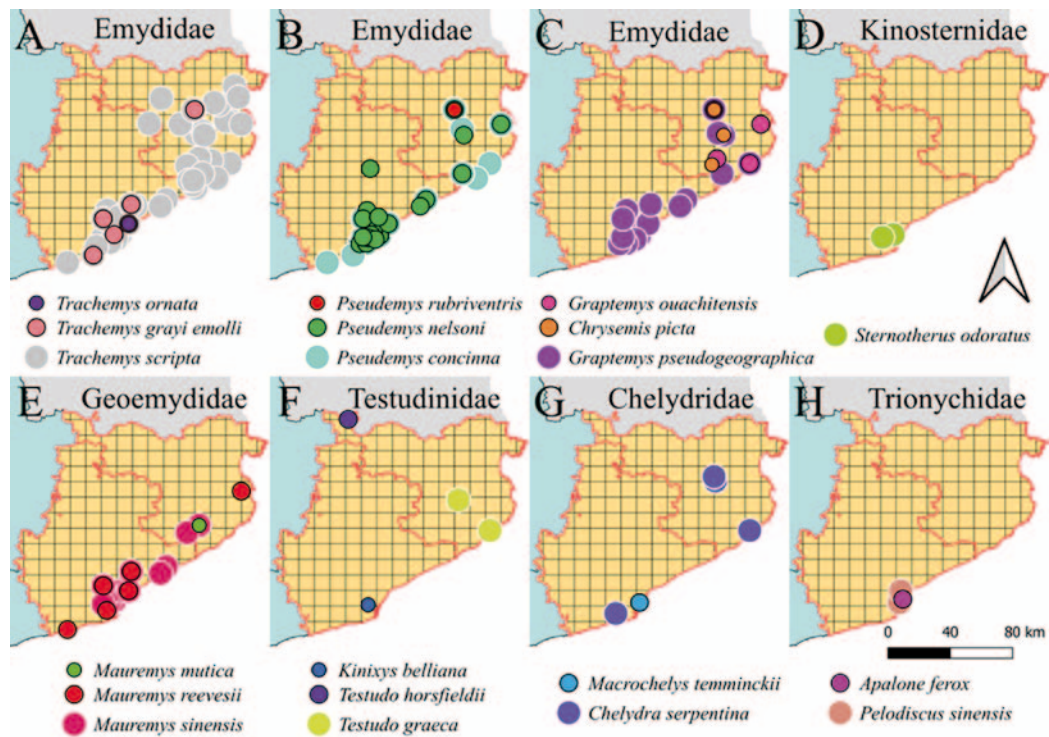 A Emydidae
B Emydidae
C Emydidae
D Kinosternidae
Trachemys ornata
Trachemys grayi emolli
Trachemys scripta
Pseudemys rubriventris
Pseudemys nelsoni
Pseudemys concinna
Graptemys ouachitensis
Chrysemis picta
Graptemys pseudogeographica
Sternotherus odoratus
E Geoemydidae
F Testudinidae
G Chelydridae
H Trionychidae
0 40 80 km
Mauremys mutica
Mauremys reevesii
Mauremys sinensis
Kinixys belliana
Testudo horsfieldii
Testudo graeca
Macrochelys temminckii
Chelydra serpentina
Apalone ferox
Pelodiscus sinensis